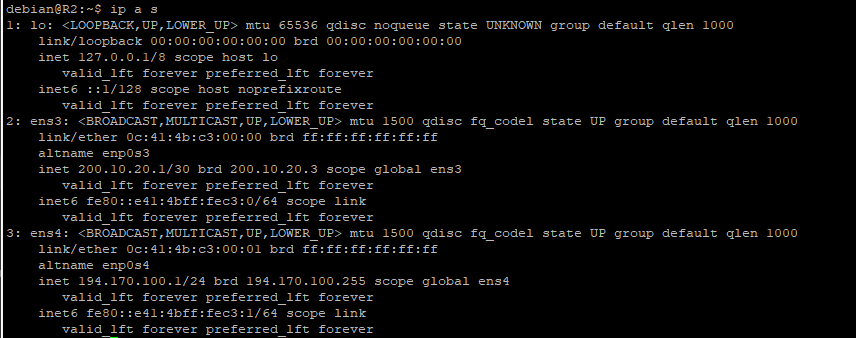 debian@R2:~$ ip a s
1: lo: <LOOPBACK,UP,LOWER_UP> mtu 65536 qdisc noqueue state UNKNOWN group default qlen 1000
    link/loopback 00:00:00:00:00:00 brd 00:00:00:00:00:00
    inet 127.0.0.1/8 scope host lo
       valid_lft forever preferred_lft forever
    inet6 ::1/128 scope host noprefixroute
       valid_lft forever preferred_lft forever
2: ens3: <BROADCAST,MULTICAST,UP,LOWER_UP> mtu 1500 qdisc fq_codel state UP group default qlen 1000
    link/ether 0c:41:4b:c3:00:00 brd ff:ff:ff:ff:ff:ff
    altname enp0s3
    inet 200.10.20.1/30 brd 200.10.20.3 scope global ens3
       valid_lft forever preferred_lft forever
    inet6 fe80::e41:4bff:fec3:0/64 scope link
       valid_lft forever preferred_lft forever
3: ens4: <BROADCAST,MULTICAST,UP,LOWER_UP> mtu 1500 qdisc fq_codel state UP group default qlen 1000
    link/ether 0c:41:4b:c3:00:01 brd ff:ff:ff:ff:ff:ff
    altname enp0s4
    inet 194.170.100.1/24 brd 194.170.100.255 scope global ens4
       valid_lft forever preferred_lft forever
    inet6 fe80::e41:4bff:fec3:1/64 scope link
       valid_lft forever preferred_lft forever